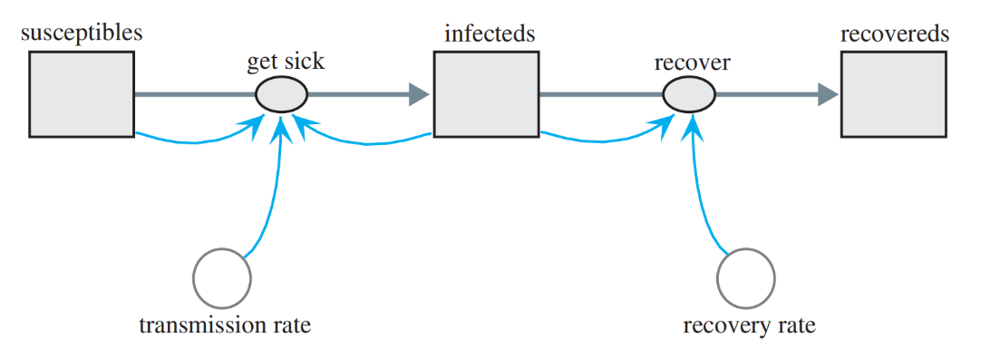 susceptibles
get sick
infecteds
recover
recovereds
transmission rate
recovery rate